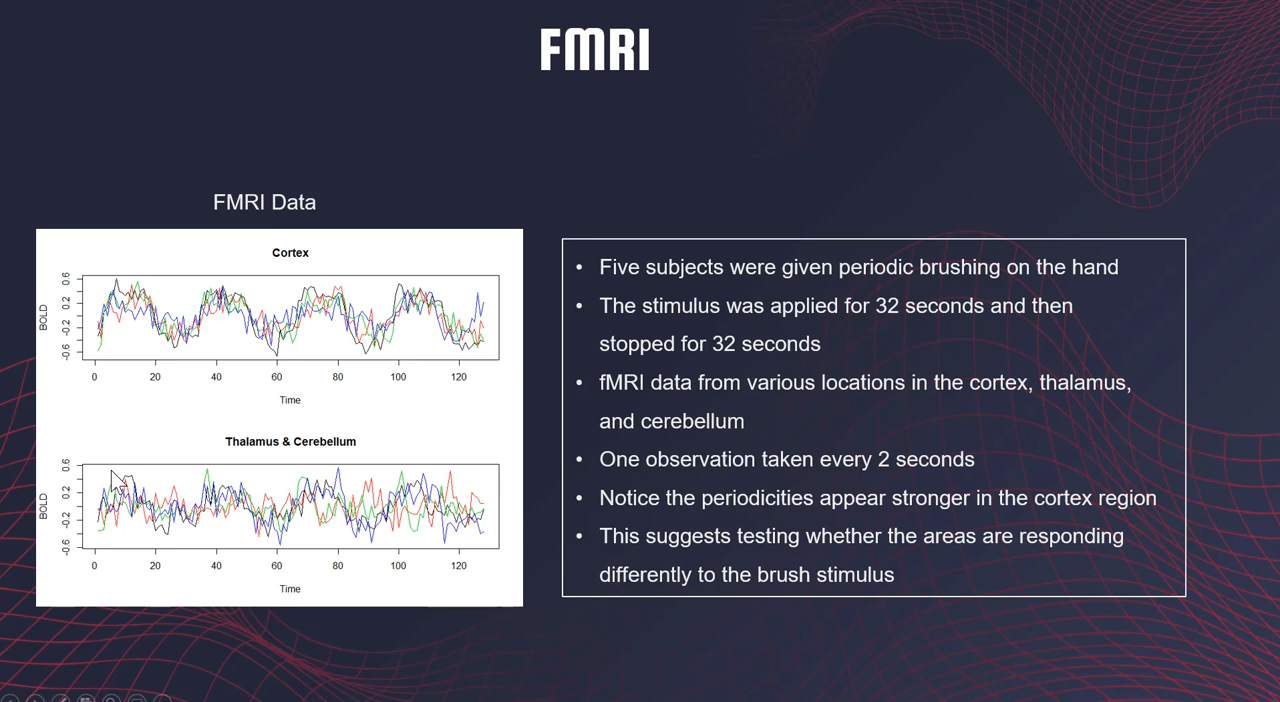 FMRI
FMRI Data
Cortex
BOLD
-0.6 -0.2 0.2 0.6
0 20 40 60 80 100 120
Time
Thalamus & Cerebellum
BOLD
-0.6 -0.2 0.2 0.6
0 20 40 60 80 100 120
Time
• Five subjects were given periodic brushing on the hand
• The stimulus was applied for 32 seconds and then
stopped for 32 seconds
• fMRI data from various locations in the cortex, thalamus,
and cerebellum
• One observation taken every 2 seconds
• Notice the periodicities appear stronger in the cortex region
• This suggests testing whether the areas are responding
differently to the brush stimulus